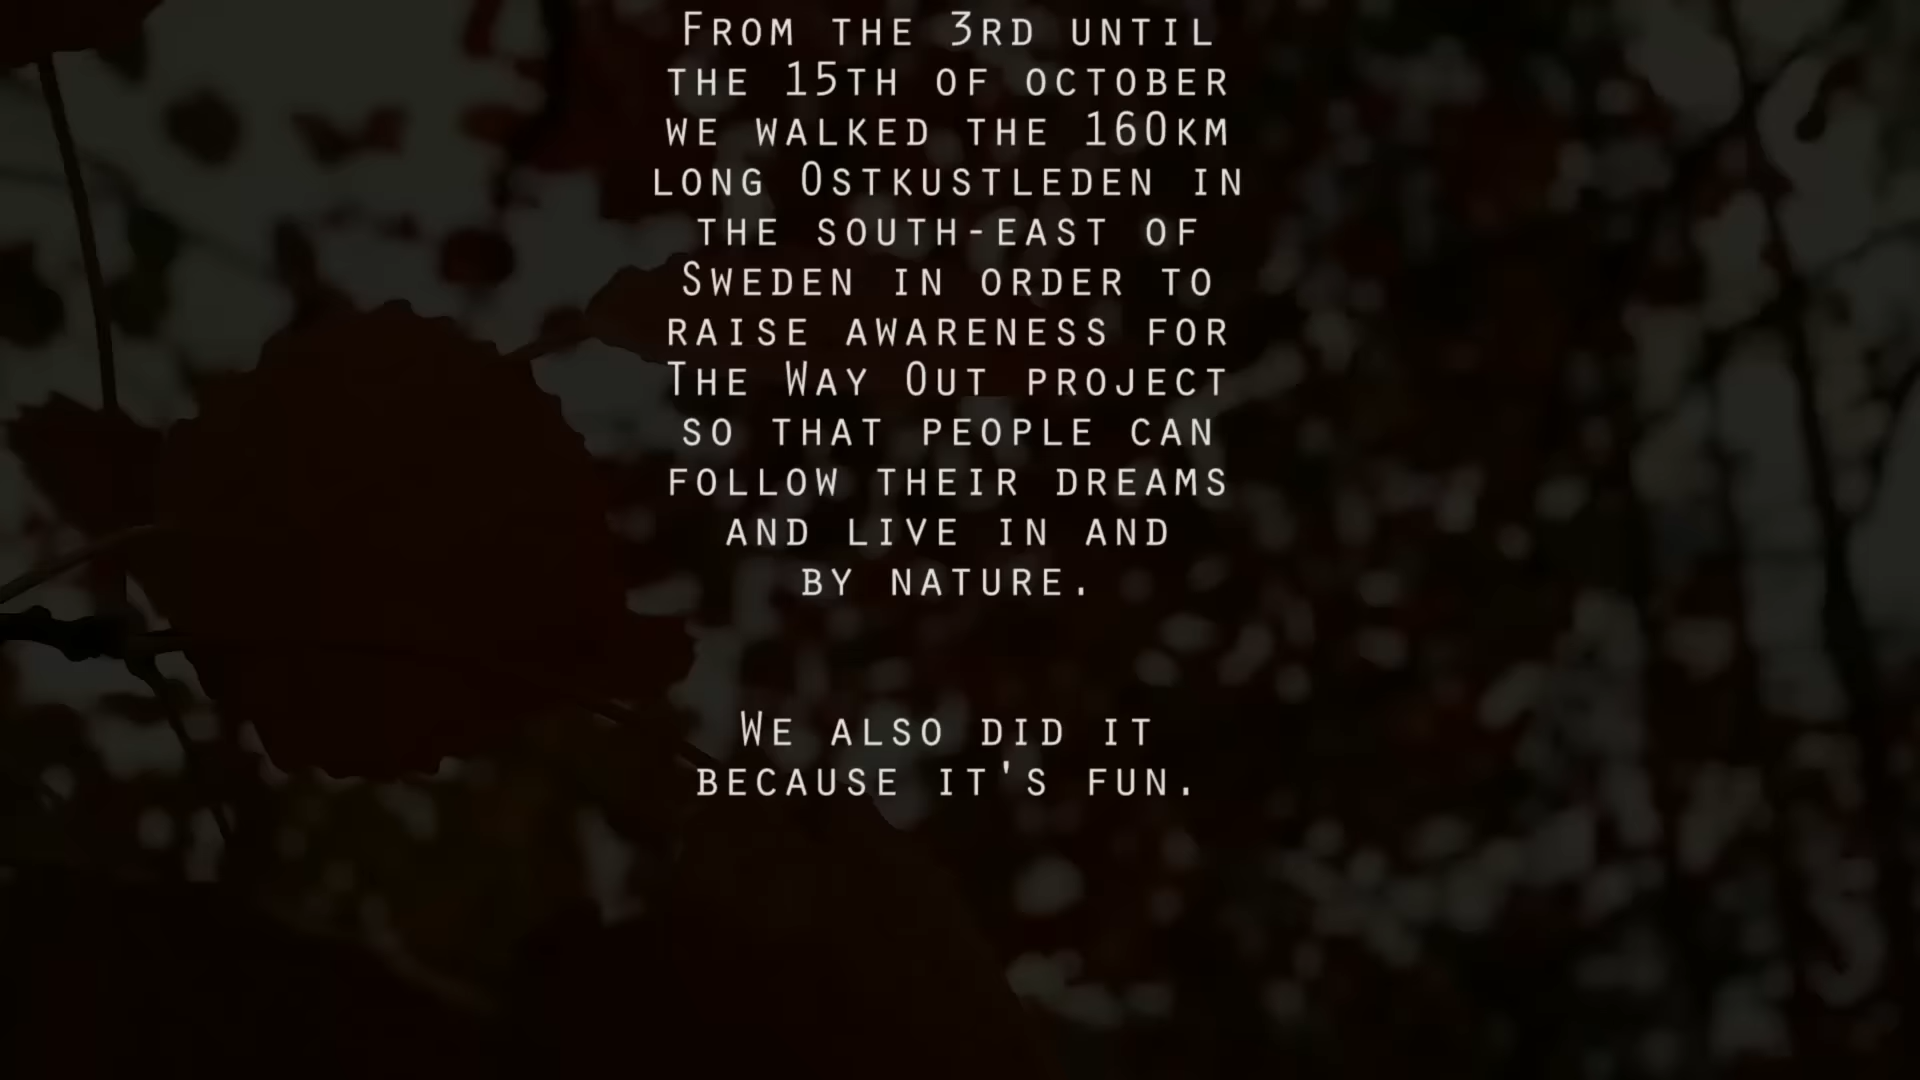 From the 3rd until
the 15th of october
we walked the 160km
long Ostkustleden in
the south-east of
Sweden in order to
raise awareness for
The Way Out project
so that people can
follow their dreams
and live in and
by nature.
We also did it
because it's fun.